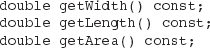 double getWidth() const;
double getLength() const;
double getArea() const;